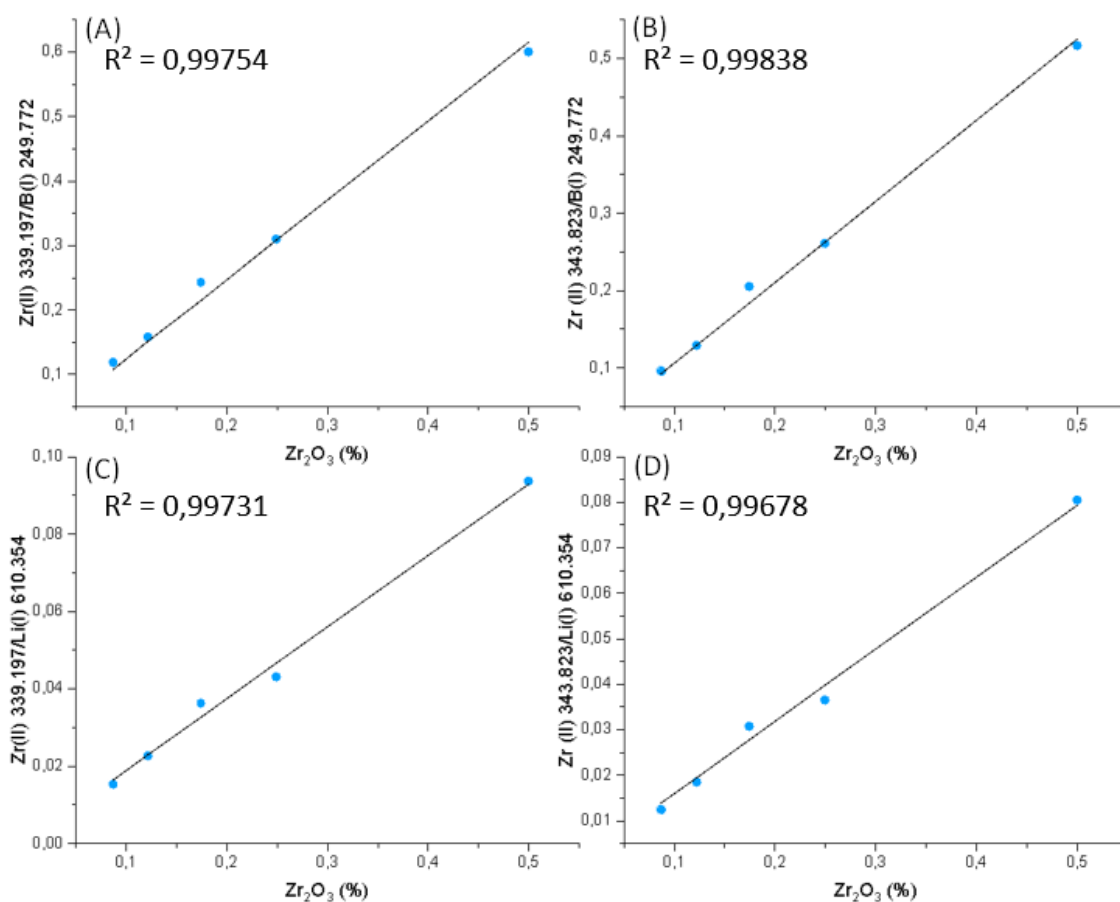 (A)
R² = 0,99754
Zr(II) 339.197/B(I) 249.772
0,6
0,5
0,4
0,3
0,2
0,1
0,1 0,2 0,3 0,4 0,5
Zr₂O₃ (%)
(B)
R² = 0,99838
Zr (II) 343.823/B(I) 249.772
0,5
0,4
0,3
0,2
0,1
0,1 0,2 0,3 0,4 0,5
Zr₂O₃ (%)
(C)
R² = 0,99731
Zr(II) 339.197/Li(I) 610.354
0,10
0,08
0,06
0,04
0,02
0,00
0,1 0,2 0,3 0,4 0,5
Zr₂O₃ (%)
(D)
R² = 0,99678
Zr (II) 343.823/Li(I) 610.354
0,09
0,08
0,07
0,06
0,05
0,04
0,03
0,02
0,01
0,1 0,2 0,3 0,4 0,5
Zr₂O₃ (%)